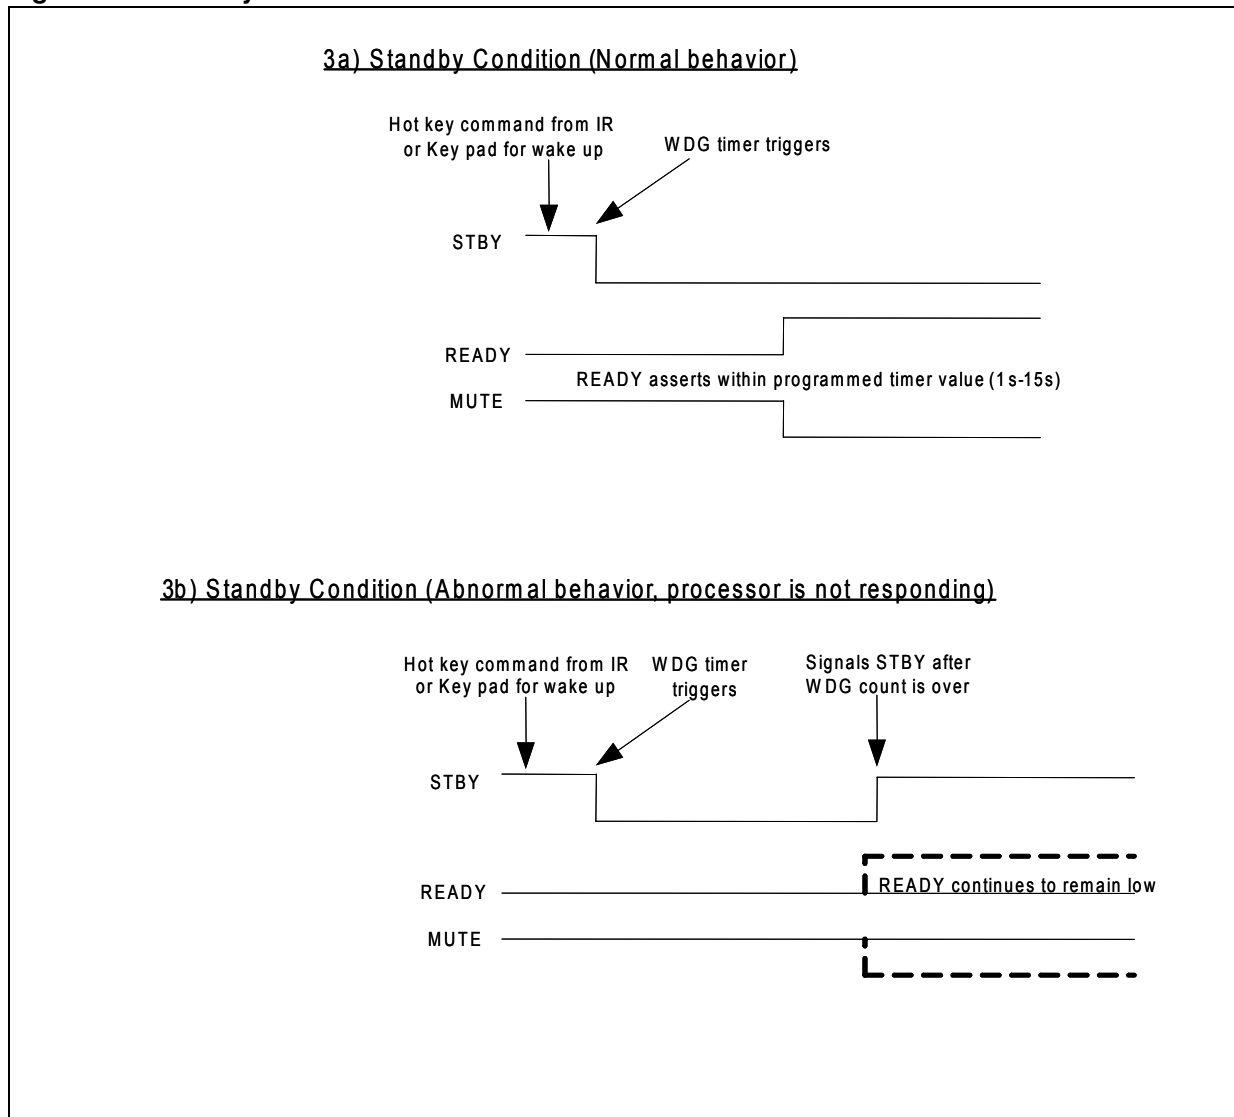 3a) Standby Condition (Normal behavior)
Hot key command from IR
or Key pad for wake up
WDG timer triggers
STBY
READY
READY asserts within programmed timer value (1s-15s)
MUTE
3b) Standby Condition (Abnormal behavior, processor is not responding)
Hot key command from IR
or Key pad for wake up
WDG timer
triggers
Signals STBY after
WDG count is over
STBY
READY
READY continues to remain low
MUTE